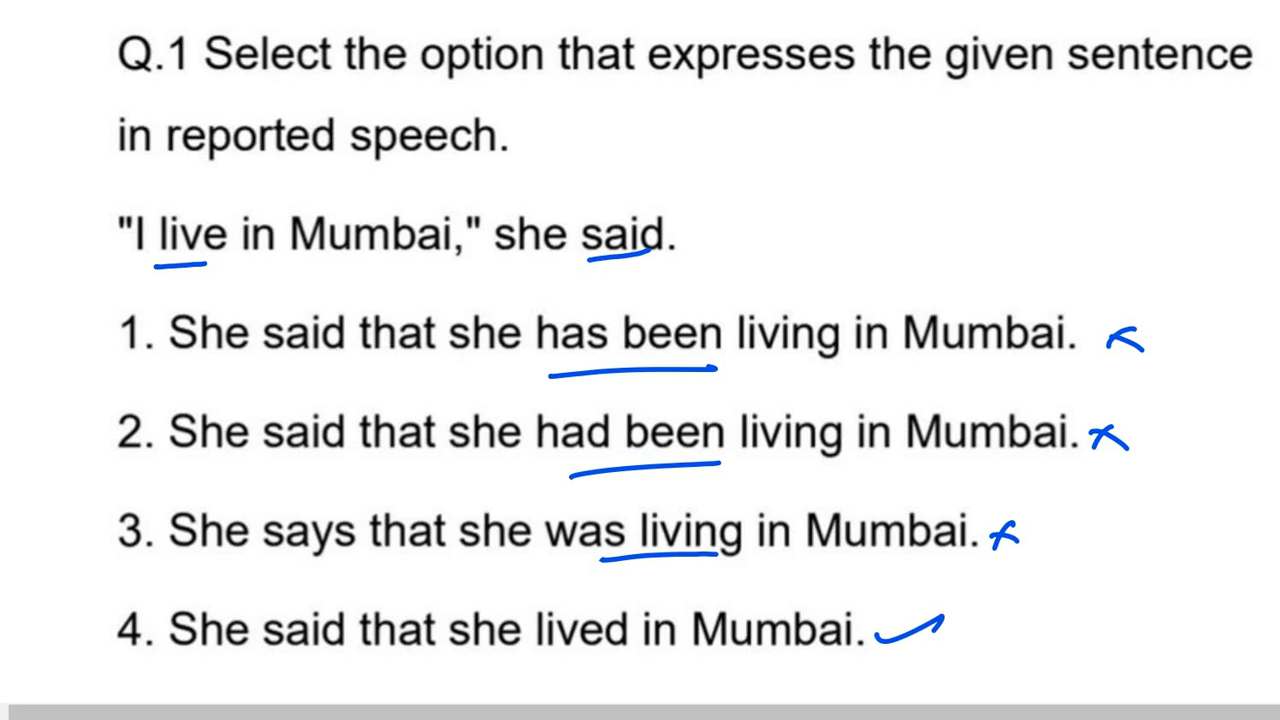 Q.1 Select the option that expresses the given sentence
in reported speech.
"I live in Mumbai," she said.
1. She said that she has been living in Mumbai.
2. She said that she had been living in Mumbai.
3. She says that she was living in Mumbai.
4. She said that she lived in Mumbai.